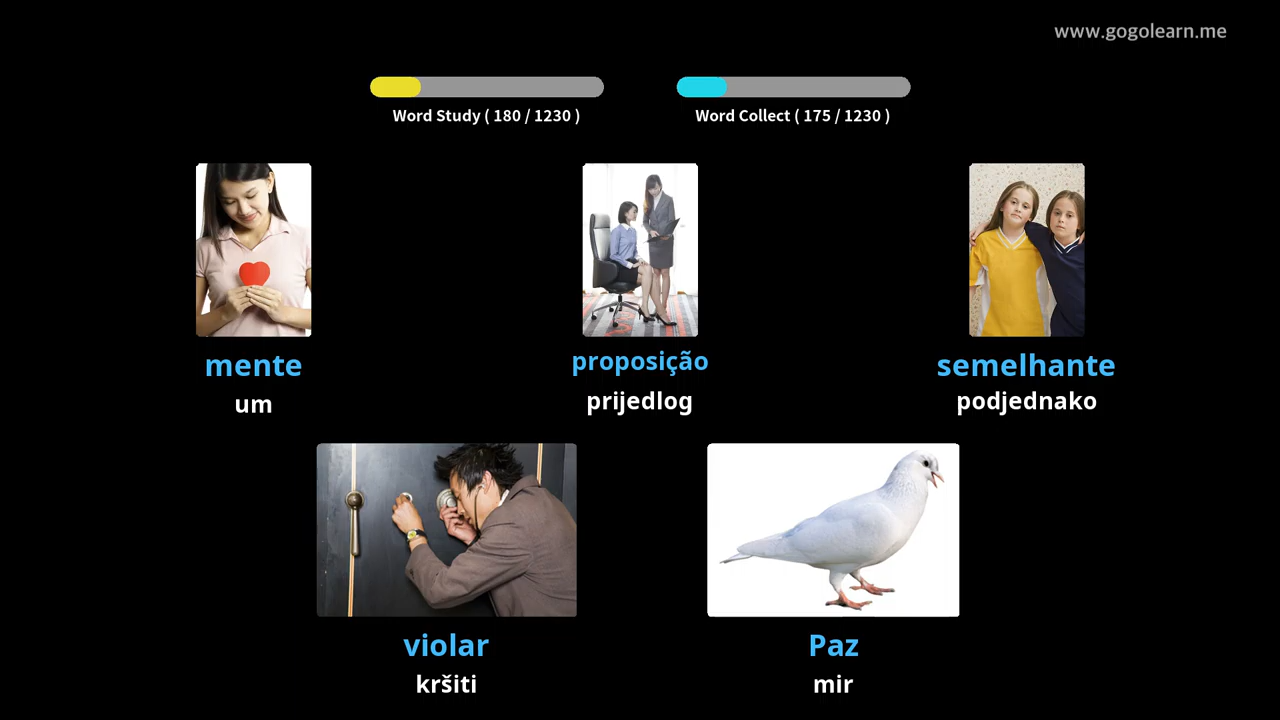 www.gogolearn.me
Word Study ( 180 / 1230 )
Word Collect ( 175 / 1230 )
mente
um
proposição
prijedlog
semelhante
podjednako
violar
kršiti
Paz
mir